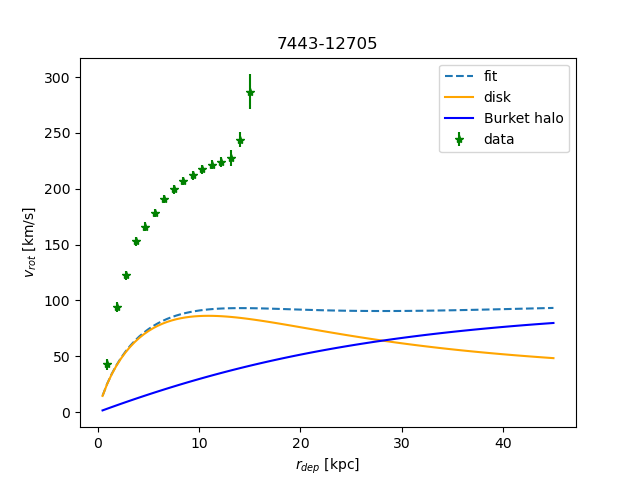 7443-12705
300
250
200
150
100
50
0
v_rot [km/s]
fit
disk
Burket halo
data
0 10 20 30 40
r_dep [kpc]